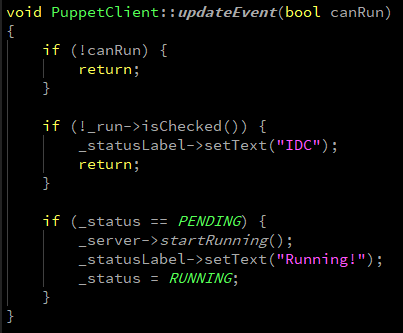 void PuppetClient::updateEvent(bool canRun)
{
    if (!canRun) {
        return;
    }

    if (!_run->isChecked()) {
        _statusLabel->setText("IDC");
        return;
    }

    if (_status == PENDING) {
        _server->startRunning();
        _statusLabel->setText("Running!");
        _status = RUNNING;
    }
}